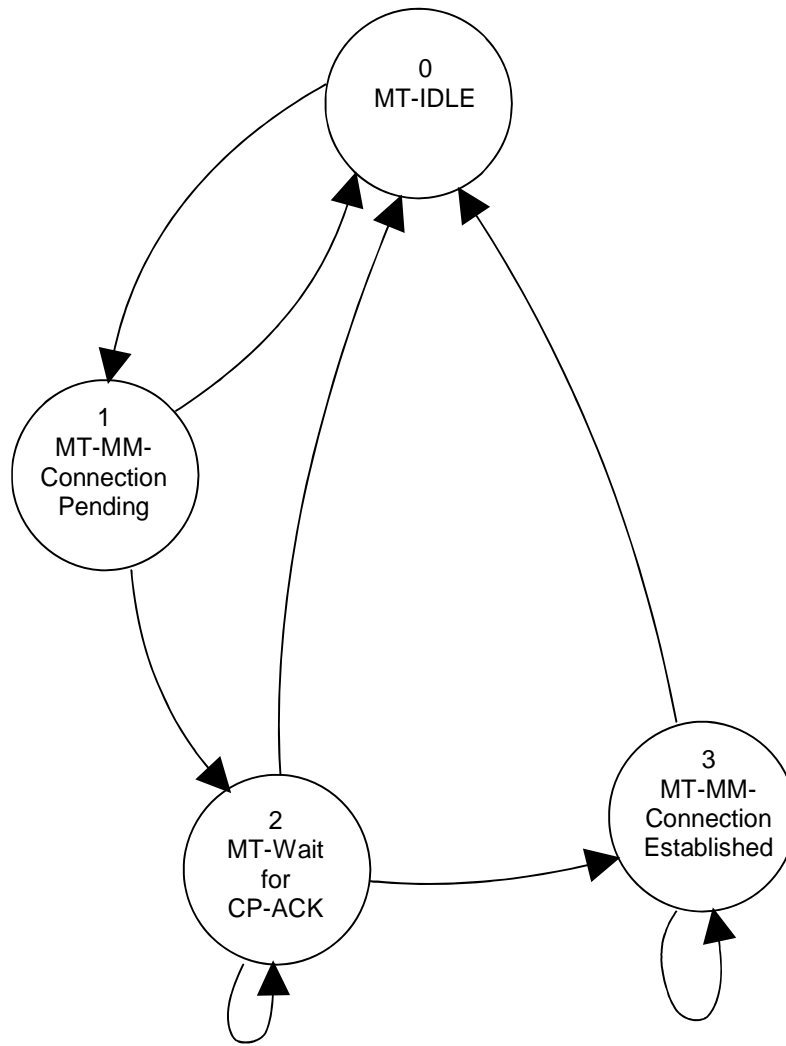 0
MT-IDLE
1
MT-MM-
Connection
Pending
2
MT-Wait
for
CP-ACK
3
MT-MM-
Connection
Established